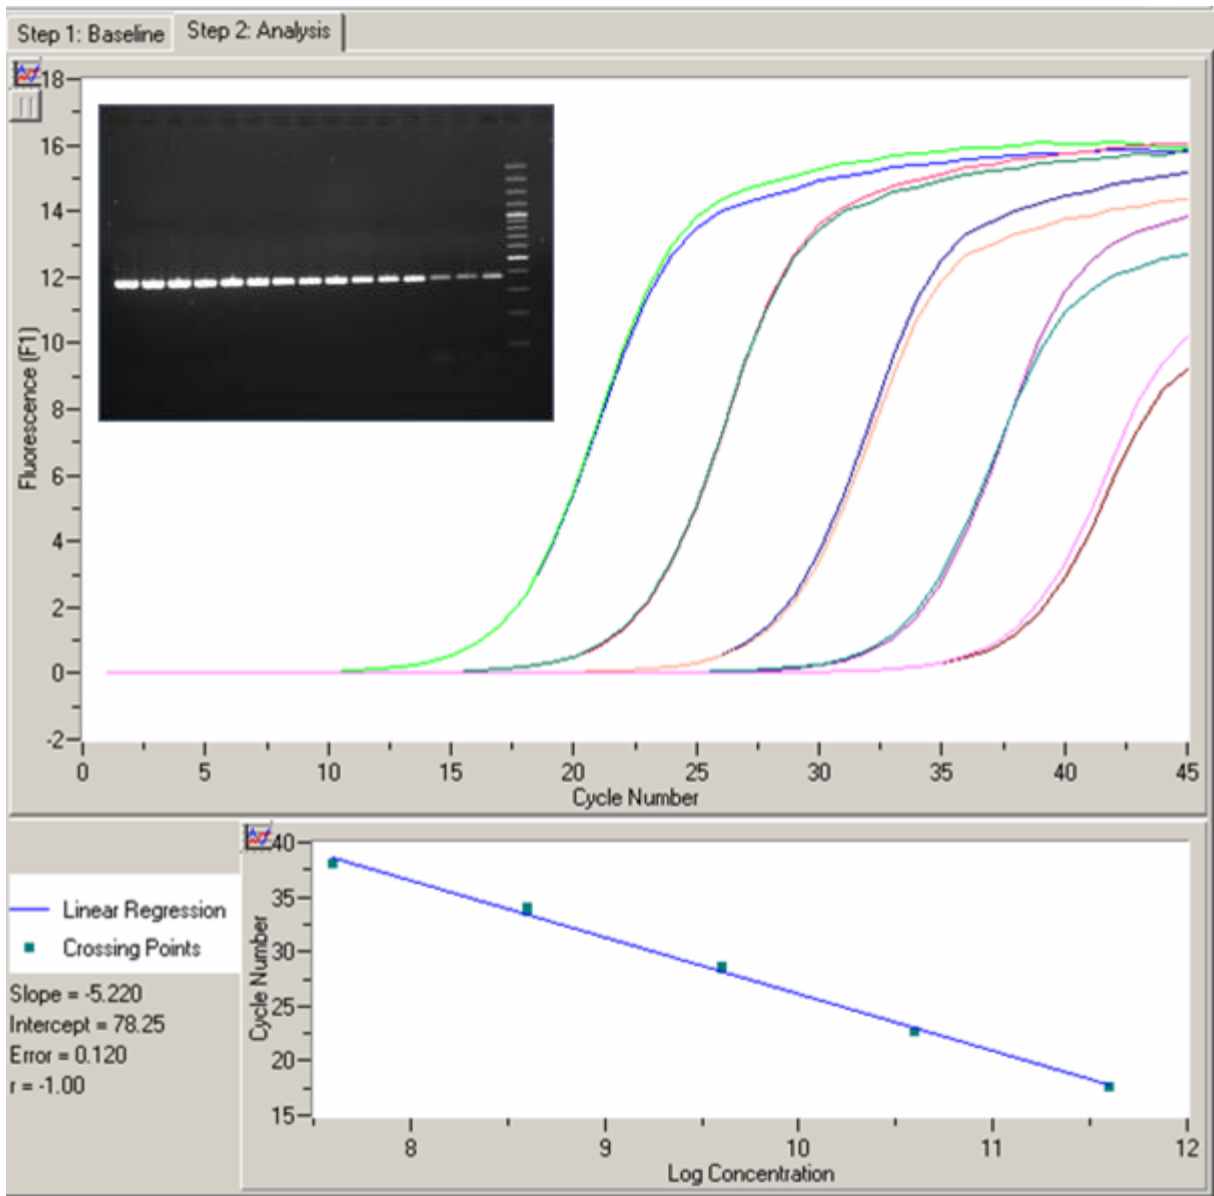 Step 1: Baseline
Step 2: Analysis
18
16
14
12
10
8
6
4
2
0
-2
Fluorescence (F1)
0 5 10 15 20 25 30 35 40 45
Cycle Number
Linear Regression
Crossing Points
Slope = -5.220
Intercept = 78.25
Error = 0.120
r = -1.00
40
35
30
25
20
15
Cycle Number
8 9 10 11 12
Log Concentration